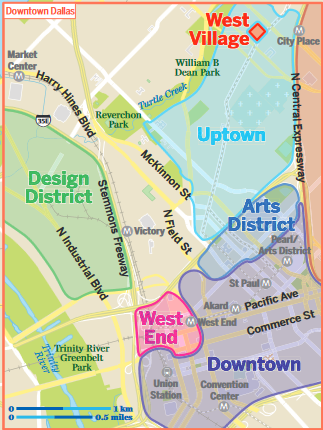 Downtown Dallas
West
Village
City Place
M
Market
Center
M
William B
Dean Park
Harry Hines Blvd
Turtle Creek
N Central Expressway
Reverchon
Park
35E
Uptown
McKinnon St
Design
District
Stemmons Freeway
N Field St
Arts
District
M Victory
Pearl/
Arts District
M
N Industrial Blvd
St Paul M
Akard M
Pacific Ave
West
End
M West End
Commerce St
Trinity River
Greenbelt
Park
Trinity
River
Downtown
Union
Station
Convention
Center M
0 1 km
0 0.5 miles